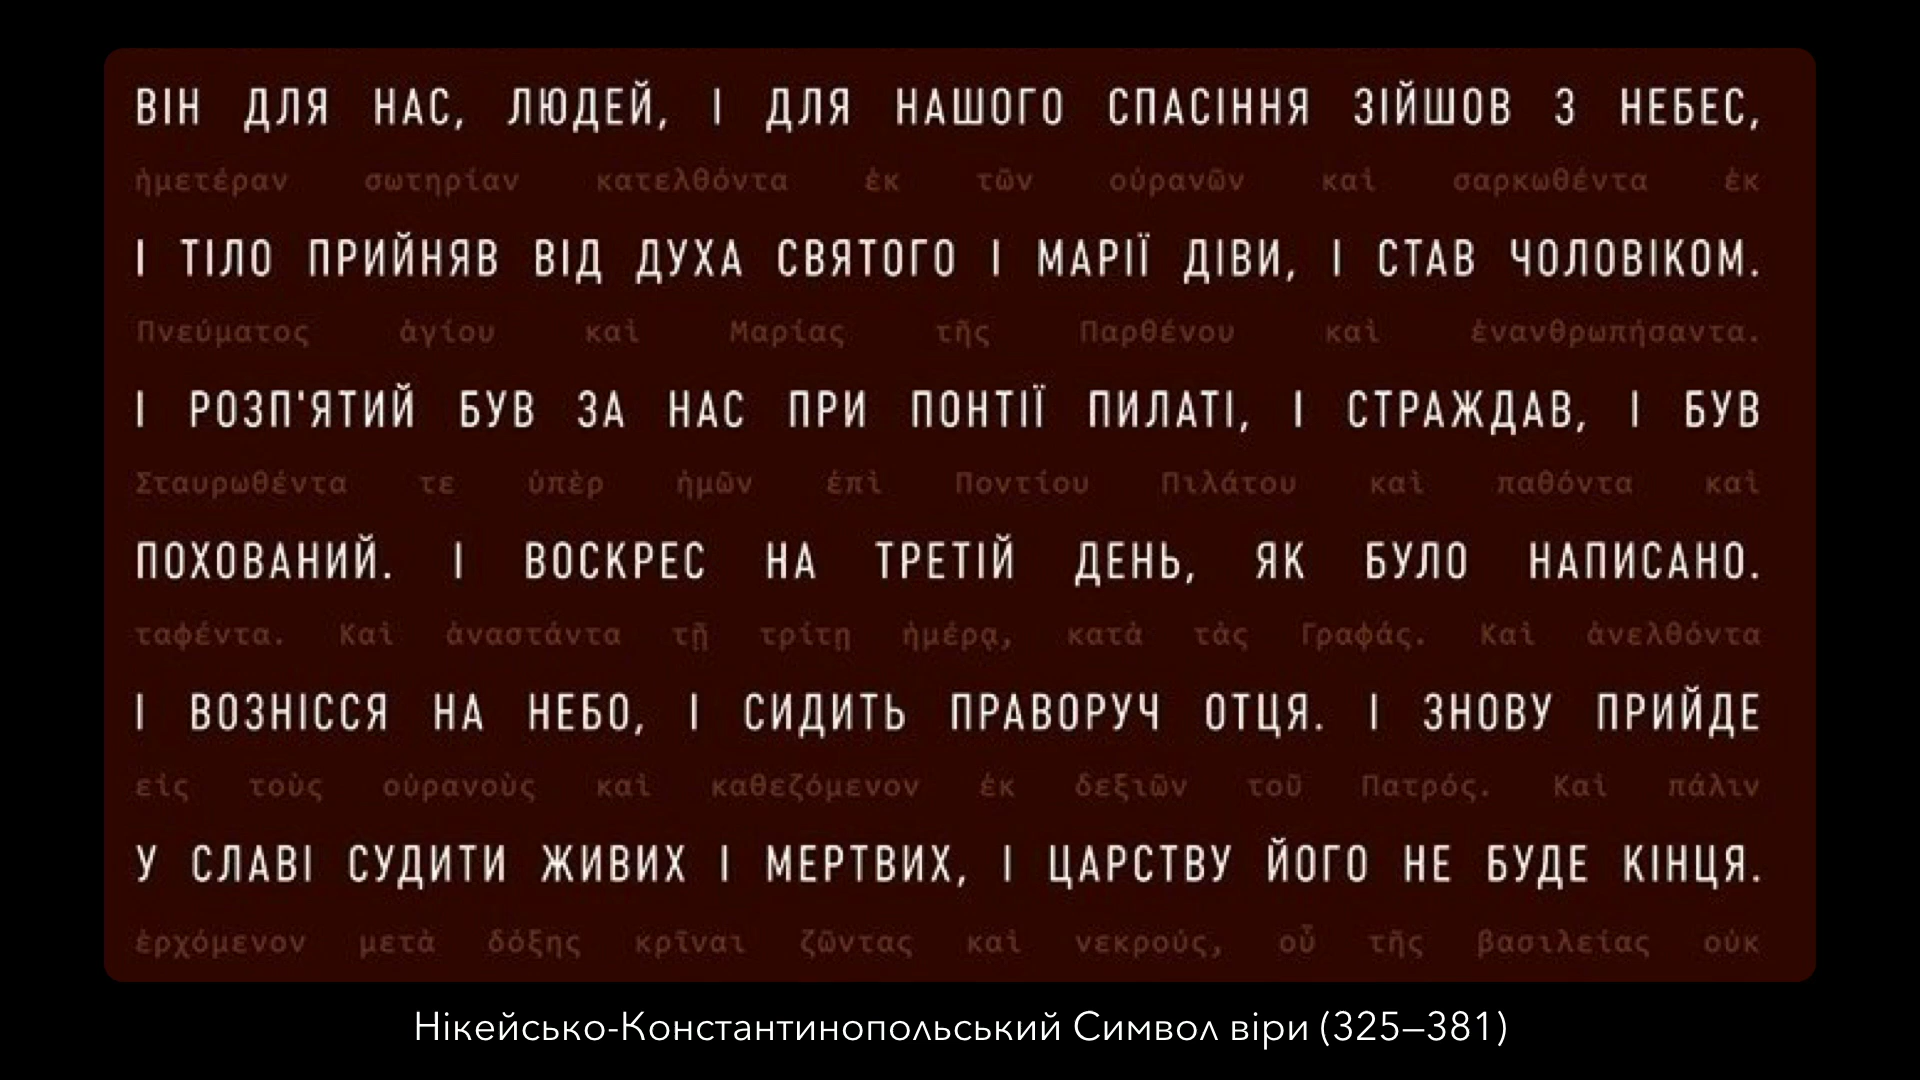 ВІН ДЛЯ НАС, ЛЮДЕЙ, І ДЛЯ НАШОГО СПАСІННЯ ЗІЙШОВ З НЕБЕС,
ἡμετέραν σωτηρίαν κατελθόντα ἐκ τῶν οὐρανῶν καὶ σαρκωθέντα ἐκ
І ТІЛО ПРИЙНЯВ ВІД ДУХА СВЯТОГО І МАРІЇ ДІВИ, І СТАВ ЧОЛОВІКОМ.
Πνεύματος ἁγίου καὶ Μαρίας τῆς Παρθένου καὶ ἐνανθρωπήσαντα.
І РОЗП'ЯТИЙ БУВ ЗА НАС ПРИ ПОНТІЇ ПИЛАТІ, І СТРАЖДАВ, І БУВ
Σταυρωθέντα τε ὑπὲρ ἡμῶν ἐπὶ Ποντίου Πιλάτου καὶ παθόντα καὶ
ПОХОВАНИЙ. І ВОСКРЕС НА ТРЕТІЙ ДЕНЬ, ЯК БУЛО НАПИСАНО.
ταφέντα. Καὶ ἀναστάντα τῇ τρίτῃ ἡμέρᾳ, κατὰ τὰς Γραφάς. Καὶ ἀνελθόντα
І ВОЗНІССЯ НА НЕБО, І СИДИТЬ ПРАВОРУЧ ОТЦЯ. І ЗНОВУ ПРИЙДЕ
εἰς τοὺς οὐρανοὺς καὶ καθεζόμενον ἐκ δεξιῶν τοῦ Πατρός. Καὶ πάλιν
У СЛАВІ СУДИТИ ЖИВИХ І МЕРТВИХ, І ЦАРСТВУ ЙОГО НЕ БУДЕ КІНЦЯ.
ἐρχόμενον μετὰ δόξης κρῖναι ζῶντας καὶ νεκρούς, οὗ τῆς βασιλείας οὐκ
Нікейсько-Константинопольський Символ віри (325–381)